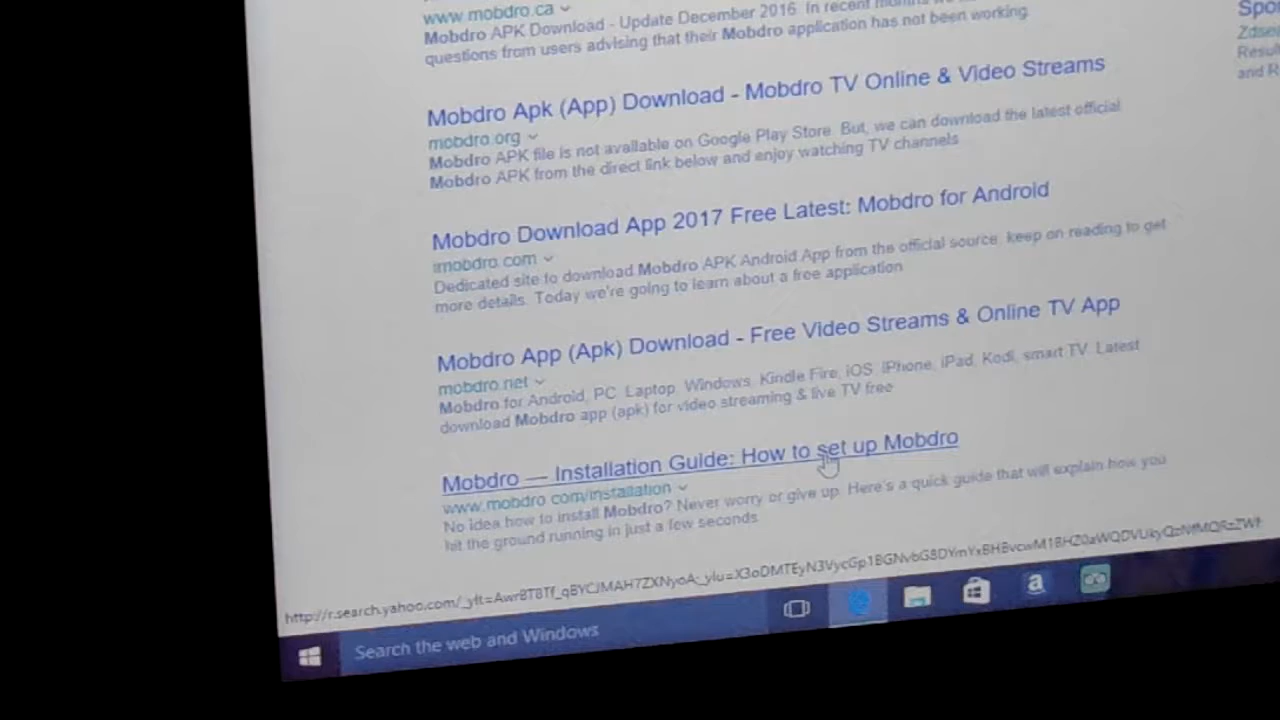 www.mobdro.ca
Mobdro APK Download - Update December 2016. In recent months
questions from users advising that their Mobdro application has not been working.
Mobdro Apk (App) Download - Mobdro TV Online & Video Streams
mobdro.org
Mobdro APK file is not available on Google Play Store. But, we can download the latest official
Mobdro APK from the direct link below and enjoy watching TV channels
Mobdro Download App 2017 Free Latest: Mobdro for Android
imobdro.com
Dedicated site to download Mobdro APK Android App from the official source. keep on reading to get
more details. Today we're going to learn about a free application
Mobdro App (Apk) Download - Free Video Streams & Online TV App
mobdro.net
Mobdro for Android, PC, Laptop, Windows, Kindle Fire, iOS, iPhone, iPad, Kodi, smart TV. Latest
download Mobdro app (apk) for video streaming & live TV free
Mobdro — Installation Guide: How to set up Mobdro
www.mobdro.com/installation
No idea how to install Mobdro? Never worry or give up. Here's a quick guide that will explain how you
hit the ground running in just a few seconds
Spo
Resul
and R
http://r.search.yahoo.com/
Search the web and Windows
a